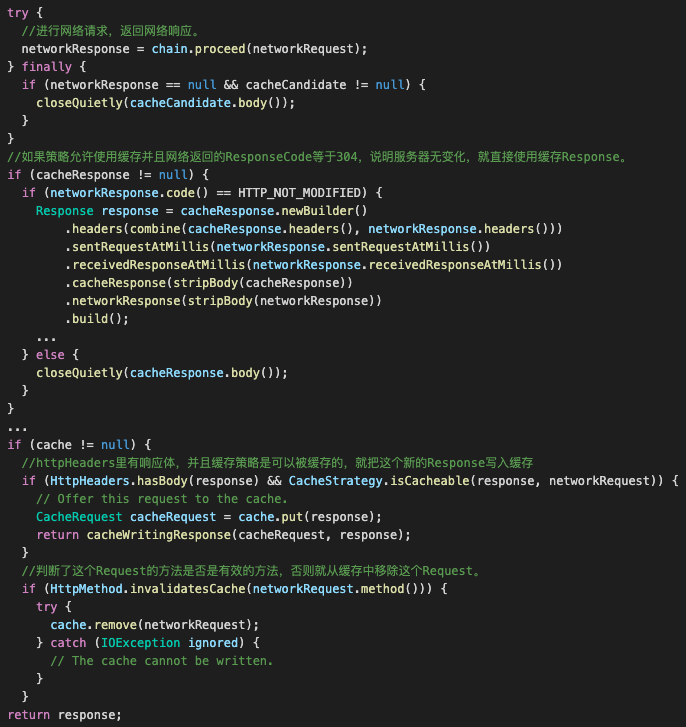 try {
  //进行网络请求，返回网络响应。
  networkResponse = chain.proceed(networkRequest);
} finally {
  if (networkResponse == null && cacheCandidate != null) {
    closeQuietly(cacheCandidate.body());
  }
}
//如果策略允许使用缓存并且网络返回的ResponseCode等于304，说明服务器无变化，就直接使用缓存Response。
if (cacheResponse != null) {
  if (networkResponse.code() == HTTP_NOT_MODIFIED) {
    Response response = cacheResponse.newBuilder()
        .headers(combine(cacheResponse.headers(), networkResponse.headers()))
        .sentRequestAtMillis(networkResponse.sentRequestAtMillis())
        .receivedResponseAtMillis(networkResponse.receivedResponseAtMillis())
        .cacheResponse(stripBody(cacheResponse))
        .networkResponse(stripBody(networkResponse))
        .build();
    ...
  } else {
    closeQuietly(cacheResponse.body());
  }
}
...
if (cache != null) {
  //httpHeaders里有响应体，并且缓存策略是可以被缓存的，就把这个新的Response写入缓存
  if (HttpHeaders.hasBody(response) && CacheStrategy.isCacheable(response, networkRequest)) {
    // Offer this request to the cache.
    CacheRequest cacheRequest = cache.put(response);
    return cacheWritingResponse(cacheRequest, response);
  }
  //判断了这个Request的方法是否是有效的方法，否则就从缓存中移除这个Request。
  if (HttpMethod.invalidatesCache(networkRequest.method())) {
    try {
      cache.remove(networkRequest);
    } catch (IOException ignored) {
      // The cache cannot be written.
    }
  }
return response;